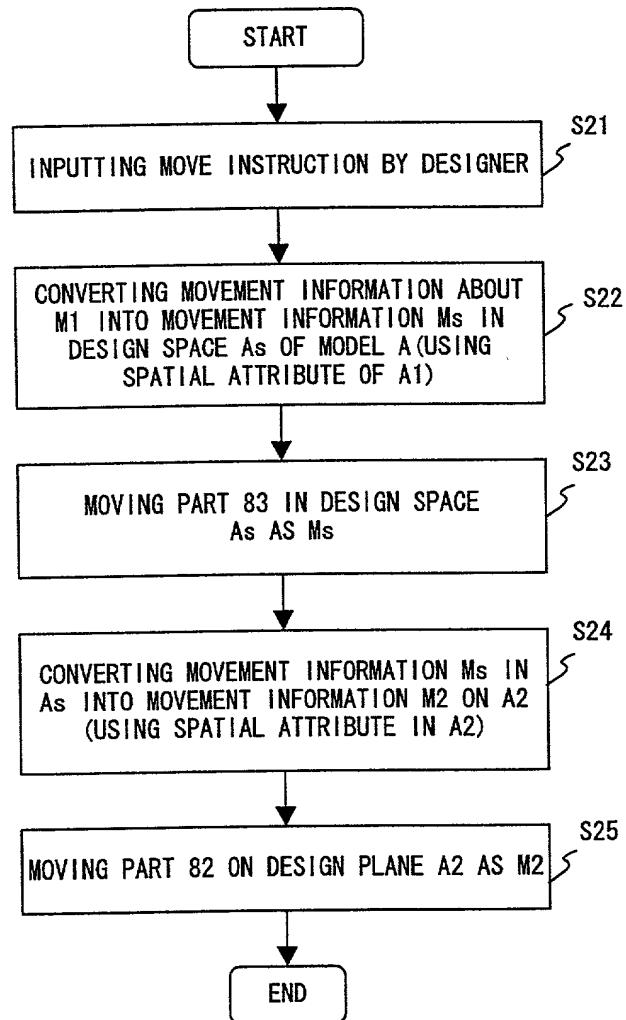 START
S21
INPUTTING MOVE INSTRUCTION BY DESIGNER
S22
CONVERTING MOVEMENT INFORMATION ABOUT
M1 INTO MOVEMENT INFORMATION Ms IN
DESIGN SPACE As OF MODEL A(USING
SPATIAL ATTRIBUTE OF A1)
S23
MOVING PART 83 IN DESIGN SPACE
As AS Ms
S24
CONVERTING MOVEMENT INFORMATION Ms IN
As INTO MOVEMENT INFORMATION M2 ON A2
(USING SPATIAL ATTRIBUTE IN A2)
S25
MOVING PART 82 ON DESIGN PLANE A2 AS M2
END